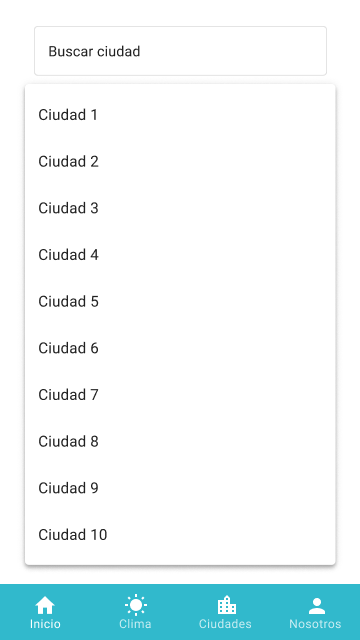 Buscar ciudad
Ciudad 1
Ciudad 2
Ciudad 3
Ciudad 4
Ciudad 5
Ciudad 6
Ciudad 7
Ciudad 8
Ciudad 9
Ciudad 10
Inicio Clima Ciudades Nosotros